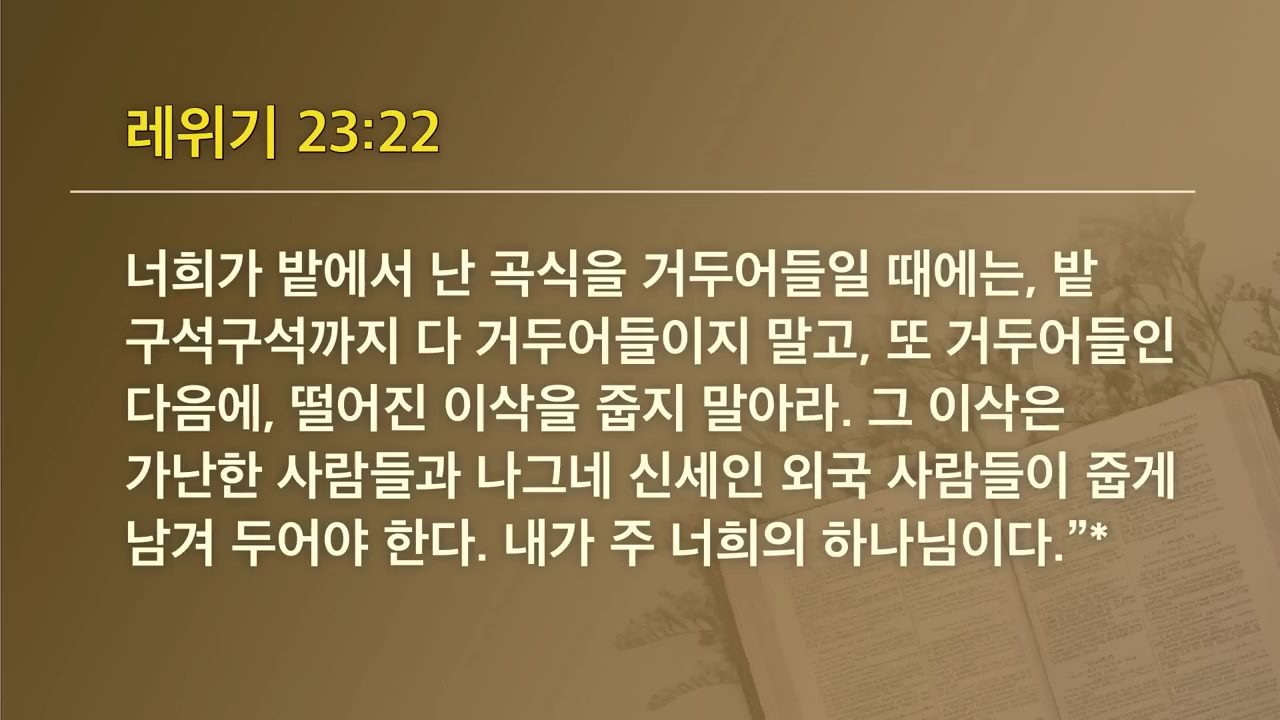 레위기 23:22
너희가 밭에서 난 곡식을 거두어들일 때에는, 밭
구석구석까지 다 거두어들이지 말고, 또 거두어들인
다음에, 떨어진 이삭을 줍지 말아라. 그 이삭은
가난한 사람들과 나그네 신세인 외국 사람들이 줍게
남겨 두어야 한다. 내가 주 너희의 하나님이다.”*